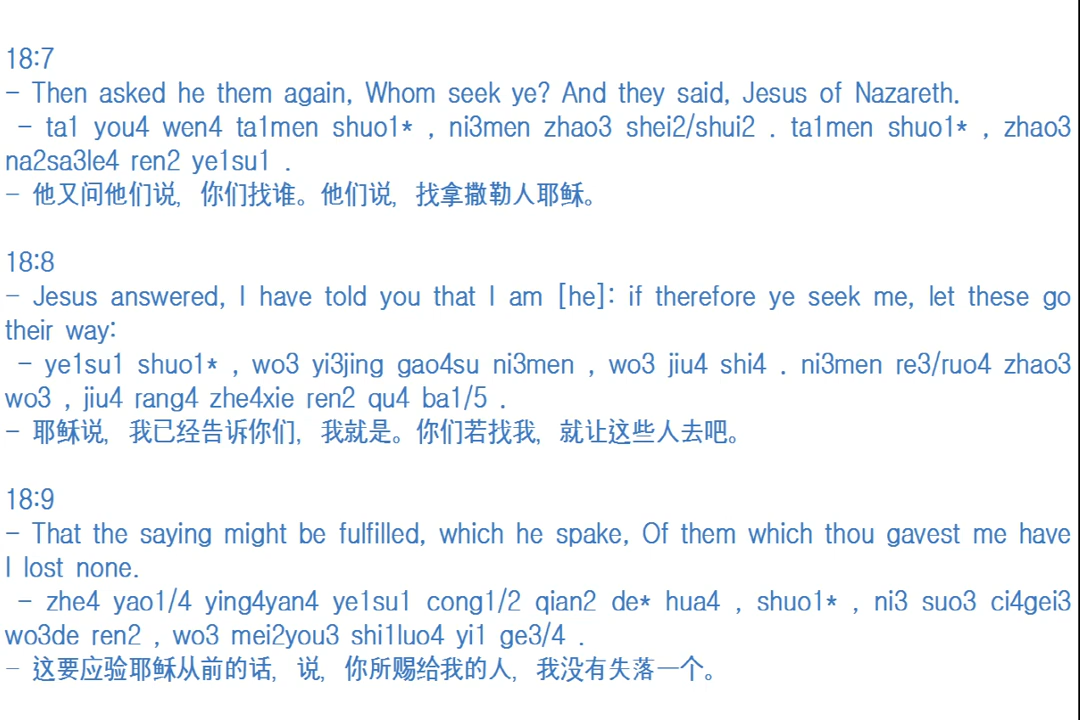 18:7
- Then asked he them again, Whom seek ye? And they said, Jesus of Nazareth.
- ta1 you4 wen4 ta1men shuo1* , ni3men zhao3 shei2/shui2 . ta1men shuo1* , zhao3
na2sa3le4 ren2 ye1su1 .
- 他又问他们说, 你们找谁。他们说, 找拿撒勒人耶稣。
18:8
- Jesus answered, I have told you that I am [he]: if therefore ye seek me, let these go
their way:
- ye1su1 shuo1* , wo3 yi3jing gao4su ni3men , wo3 jiu4 shi4 . ni3men re3/ruo4 zhao3
wo3 , jiu4 rang4 zhe4xie ren2 qu4 ba1/5 .
- 耶稣说, 我已经告诉你们, 我就是。你们若找我, 就让这些人去吧。
18:9
- That the saying might be fulfilled, which he spake, Of them which thou gavest me have
I lost none.
- zhe4 yao1/4 ying4yan4 ye1su1 cong1/2 qian2 de* hua4 , shuo1* , ni3 suo3 ci4gei3
wo3de ren2 , wo3 mei2you3 shi1luo4 yi1 ge3/4 .
- 这要应验耶稣从前的话, 说, 你所赐给我的人, 我没有失落一个。